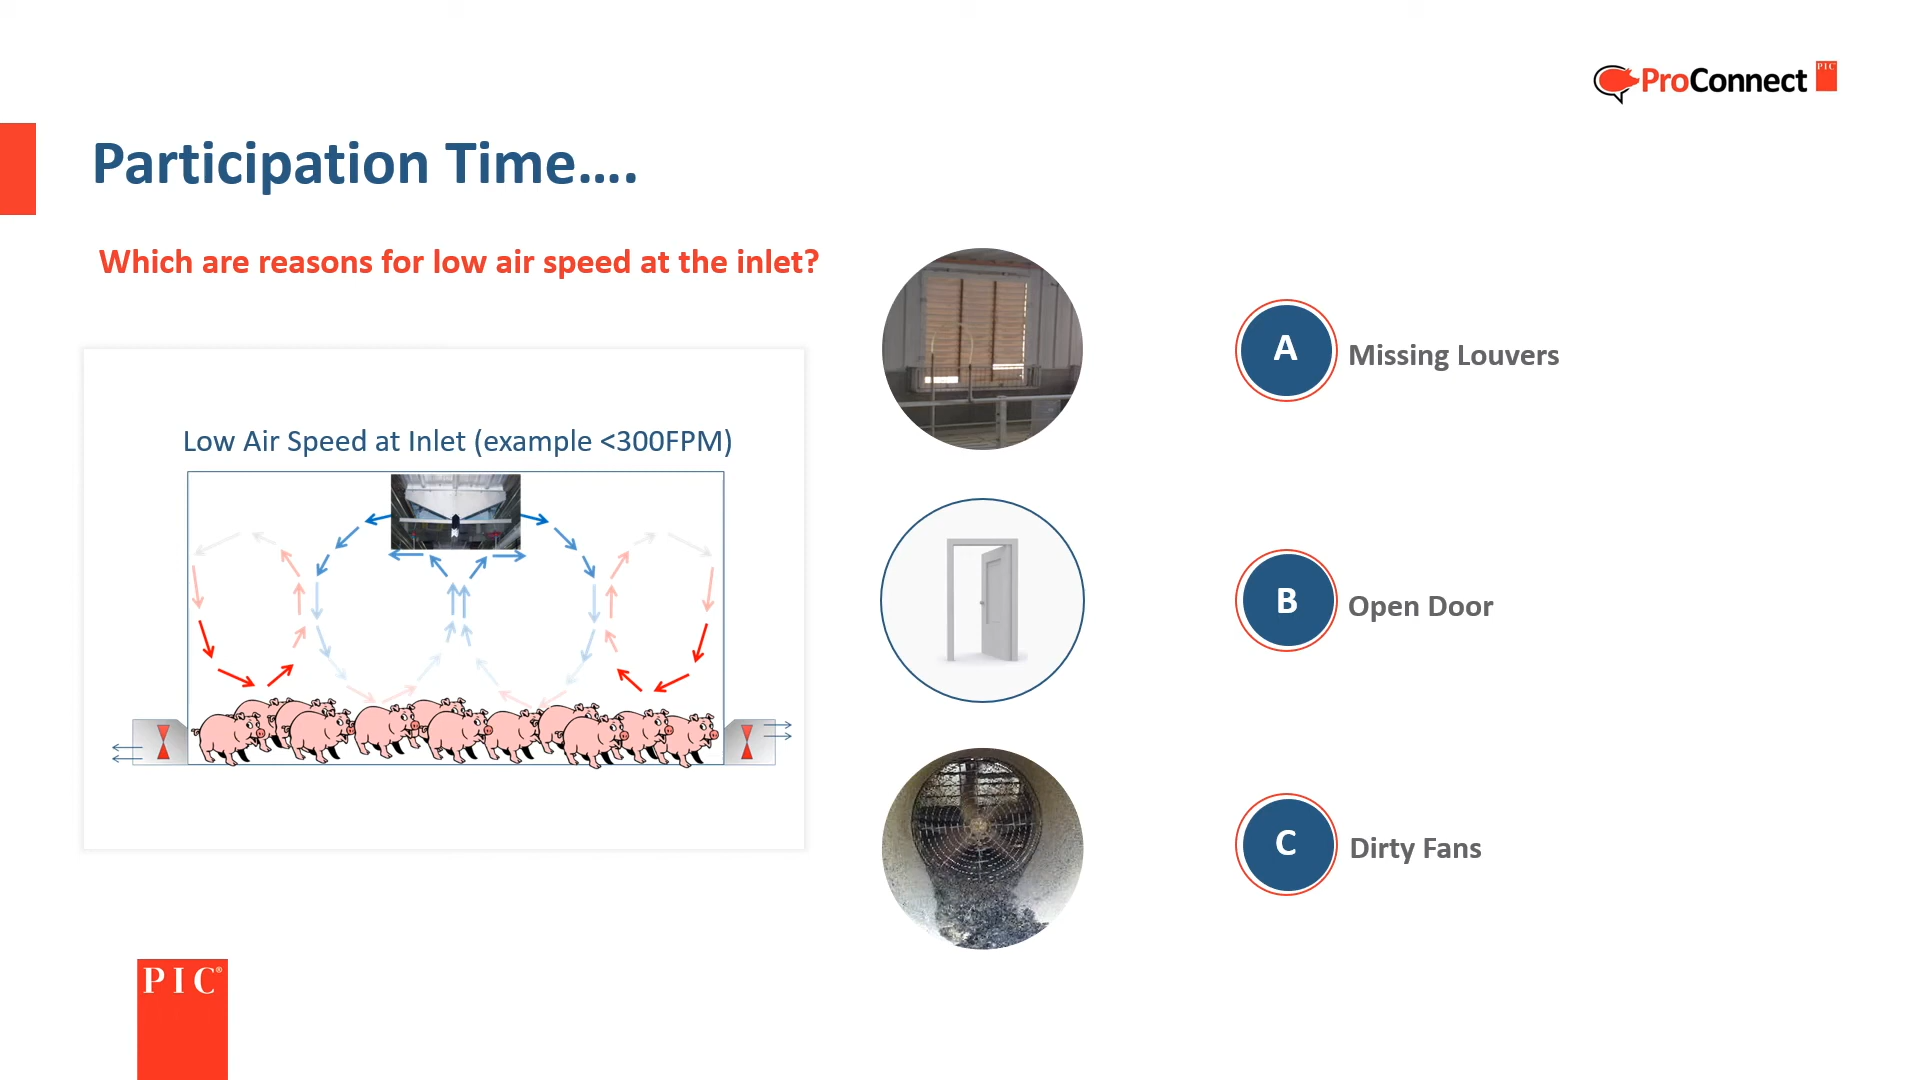 ProConnect
PIC
Participation Time....
Which are reasons for low air speed at the inlet?
Low Air Speed at Inlet (example <300FPM)
A
Missing Louvers
B
Open Door
C
Dirty Fans
PIC®